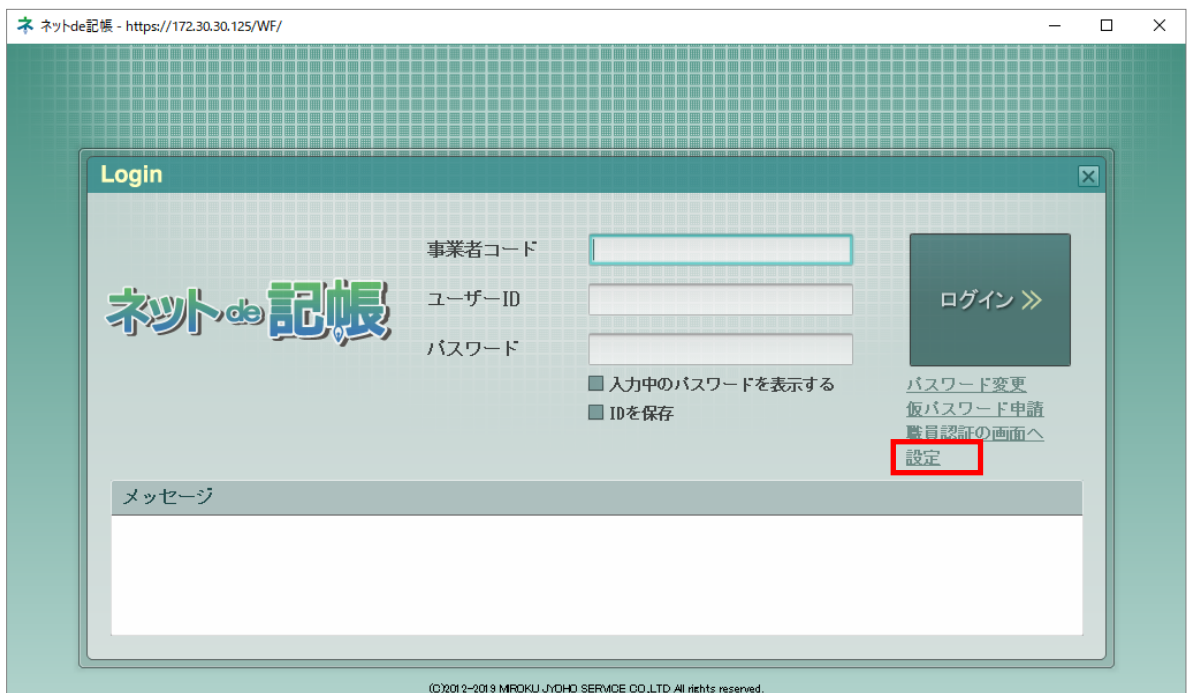 ネットde記帳 - https://172.30.30.125/WF/
Login
事業者コード
ネットde記帳
ユーザーID
ログイン
パスワード
入力中のパスワードを表示する
IDを保存
パスワード変更
仮パスワード申請
職員認証の画面へ
設定
メッセージ
(C)2012-2019 MIROKU JYOHO SERVICE CO.,LTD All rights reserved.